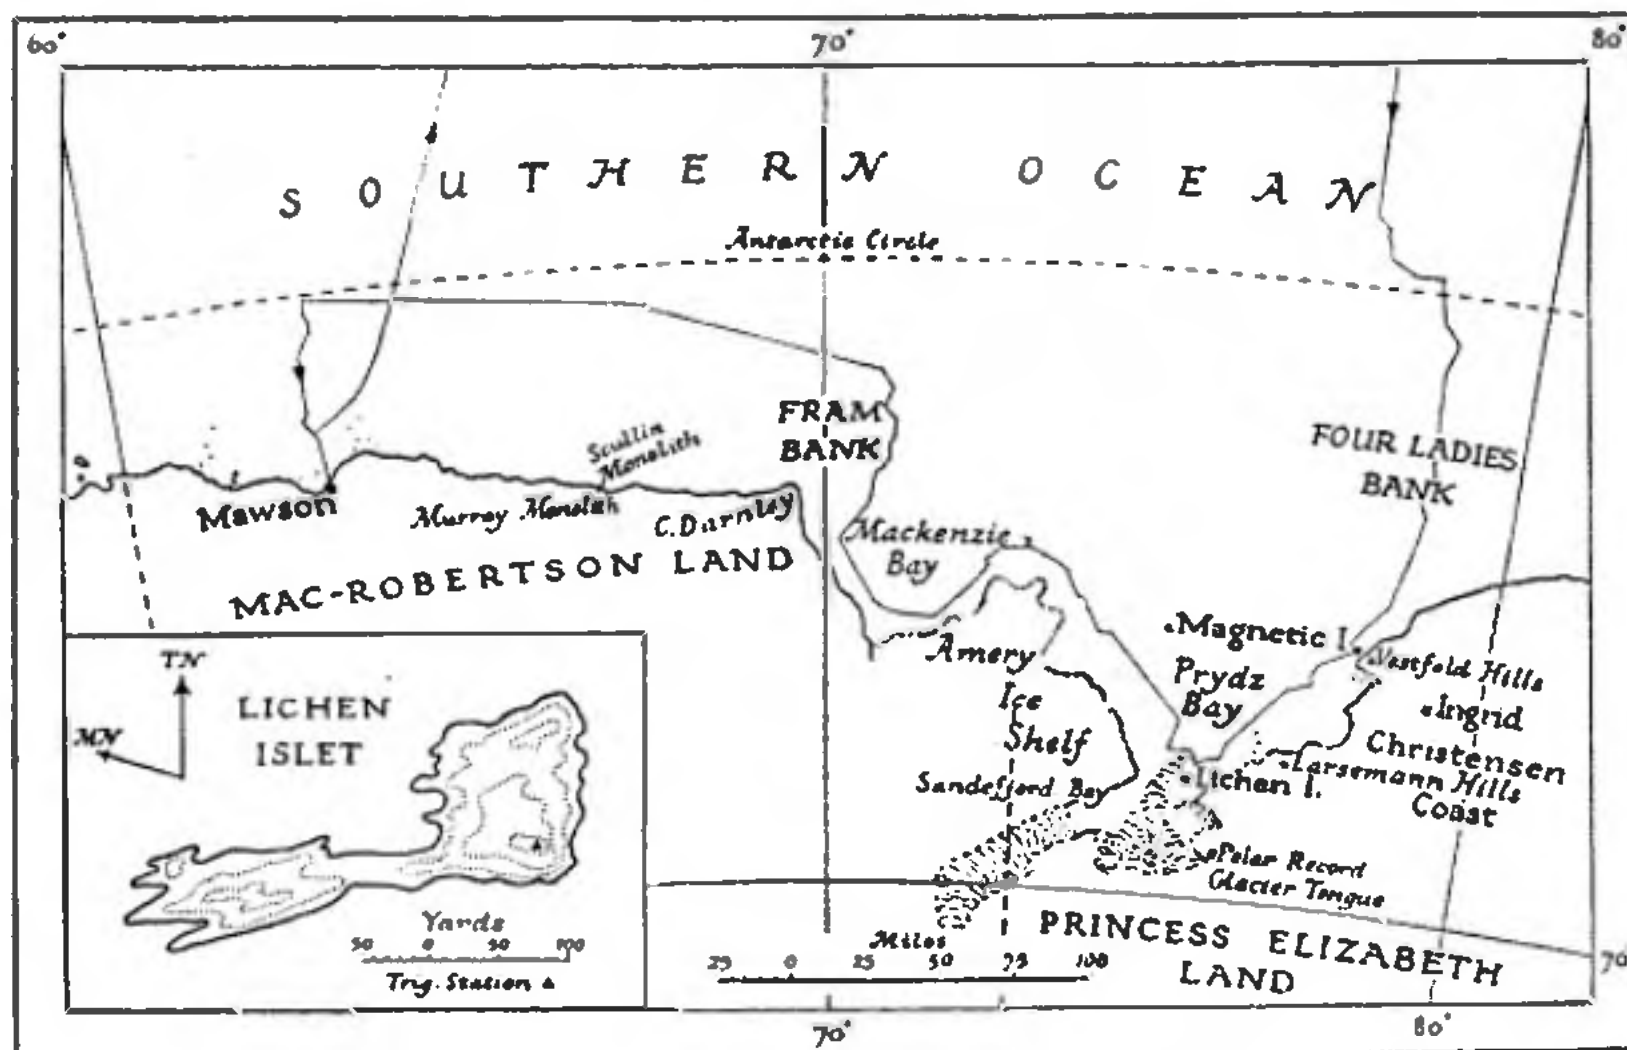 60°
70°
80°
SOUTHERN OCEAN
Antarctic Circle
FRAM
BANK
Scullin
Monolith
FOUR LADIES
BANK
Mawson
Murray Monolith
C. Darnley
Mackenzie
Bay
MAC-ROBERTSON LAND
Magnetic I.
Vestfold Hills
Amery
Ice
Shelf
Prydz
Bay
Ingrid
Christensen
Coast
Larsemann Hills
Sandefjord Bay
Lichen I.
Polar Record
Glacier Tongue
PRINCESS ELIZABETH
LAND
70
TN
MN
LICHEN
ISLET
Yards
50 0 50 100
Trig. Station
Miles
25 0 25 50 75 100
70°
80°